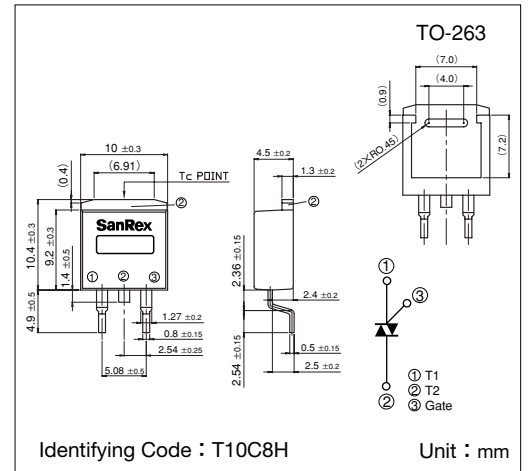 TO-263
(7.0)
(4.0)
(0.9)
(2×R0.45)
(7.2)
10 ±0.3
(6.91)
(0.4)
Tc POINT
②
SanRex
① ② ③
10.4 ±0.3
9.2 ±0.3
1.4 ±0.5
4.9 ±0.5
1.27 ±0.2
0.8 ±0.15
2.54 ±0.25
5.08 ±0.5
4.5 ±0.2
1.3 ±0.2
②
2.36 ±0.15
2.4 ±0.2
0.5 ±0.15
2.5 ±0.2
2.54 ±0.15
①
③
②
① T1
② T2
③ Gate
Identifying Code：T10C8H
Unit：mm